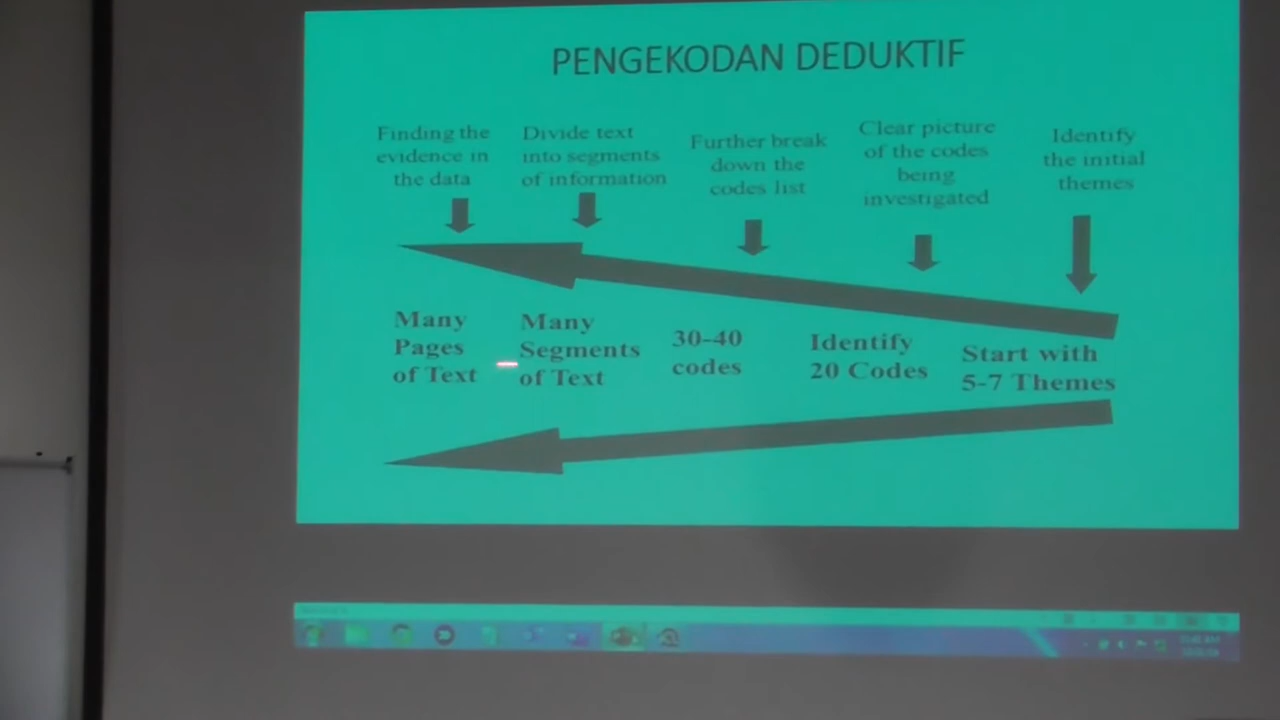 PENGEKODAN DEDUKTIF
Finding the
evidence in
the data
Divide text
into segments
of information
Further break
down the
codes list
Clear picture
of the codes
being
investigated
Identify
the initial
themes
Many
Pages
of Text
Many
Segments
of Text
30-40
codes
Identify
20 Codes
Start with
5-7 Themes